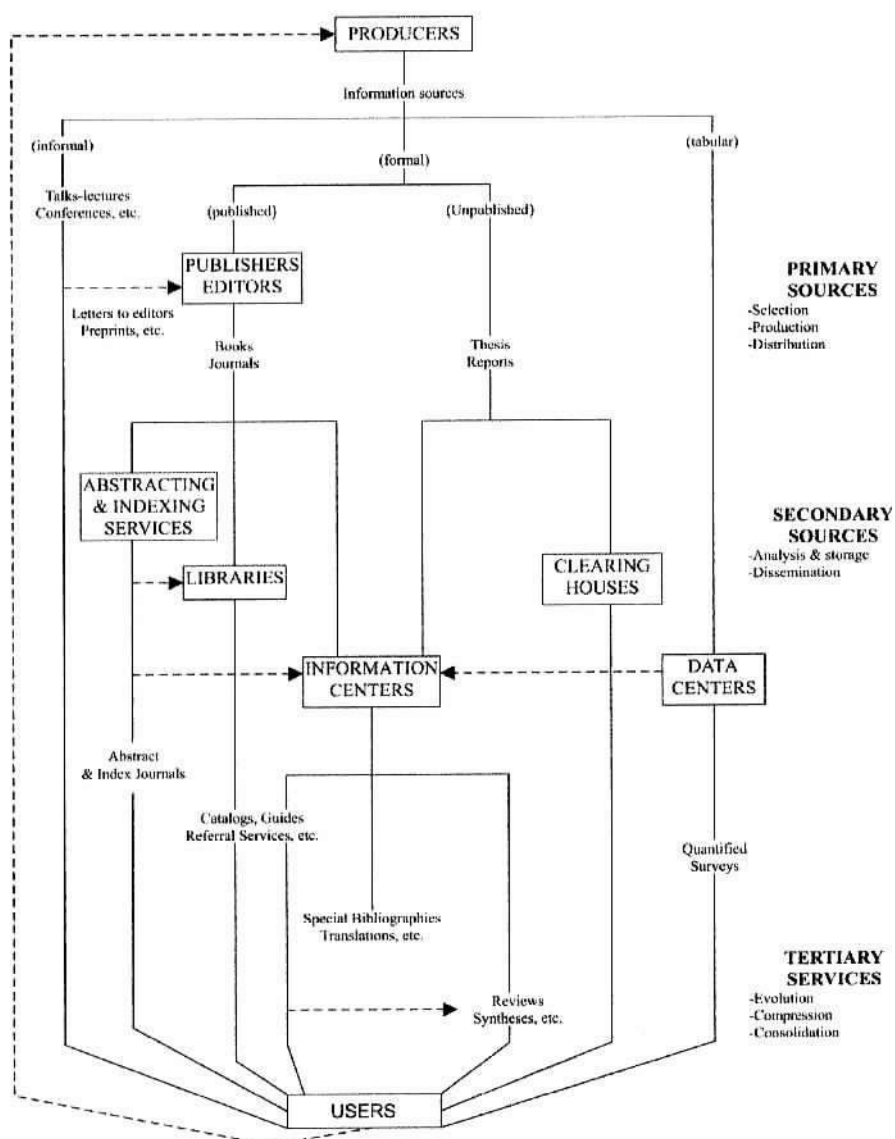 PRODUCERS
Information sources
(informal)
(formal)
(tabular)
Talks-lectures
Conferences, etc.
(published)
(Unpublished)
PUBLISHERS
EDITORS
PRIMARY
SOURCES
-Selection
-Production
-Distribution
Letters to editors
Preprints, etc.
Books
Journals
Thesis
Reports
ABSTRACTING
& INDEXING
SERVICES
SECONDARY
SOURCES
-Analysis & storage
-Dissemination
LIBRARIES
CLEARING
HOUSES
INFORMATION
CENTERS
DATA
CENTERS
Abstract
& Index Journals
Catalogs, Guides
Referral Services, etc.
Quantified
Surveys
Special Bibliographies
Translations, etc.
TERTIARY
SERVICES
-Evolution
-Compression
-Consolidation
Reviews
Syntheses, etc.
USERS